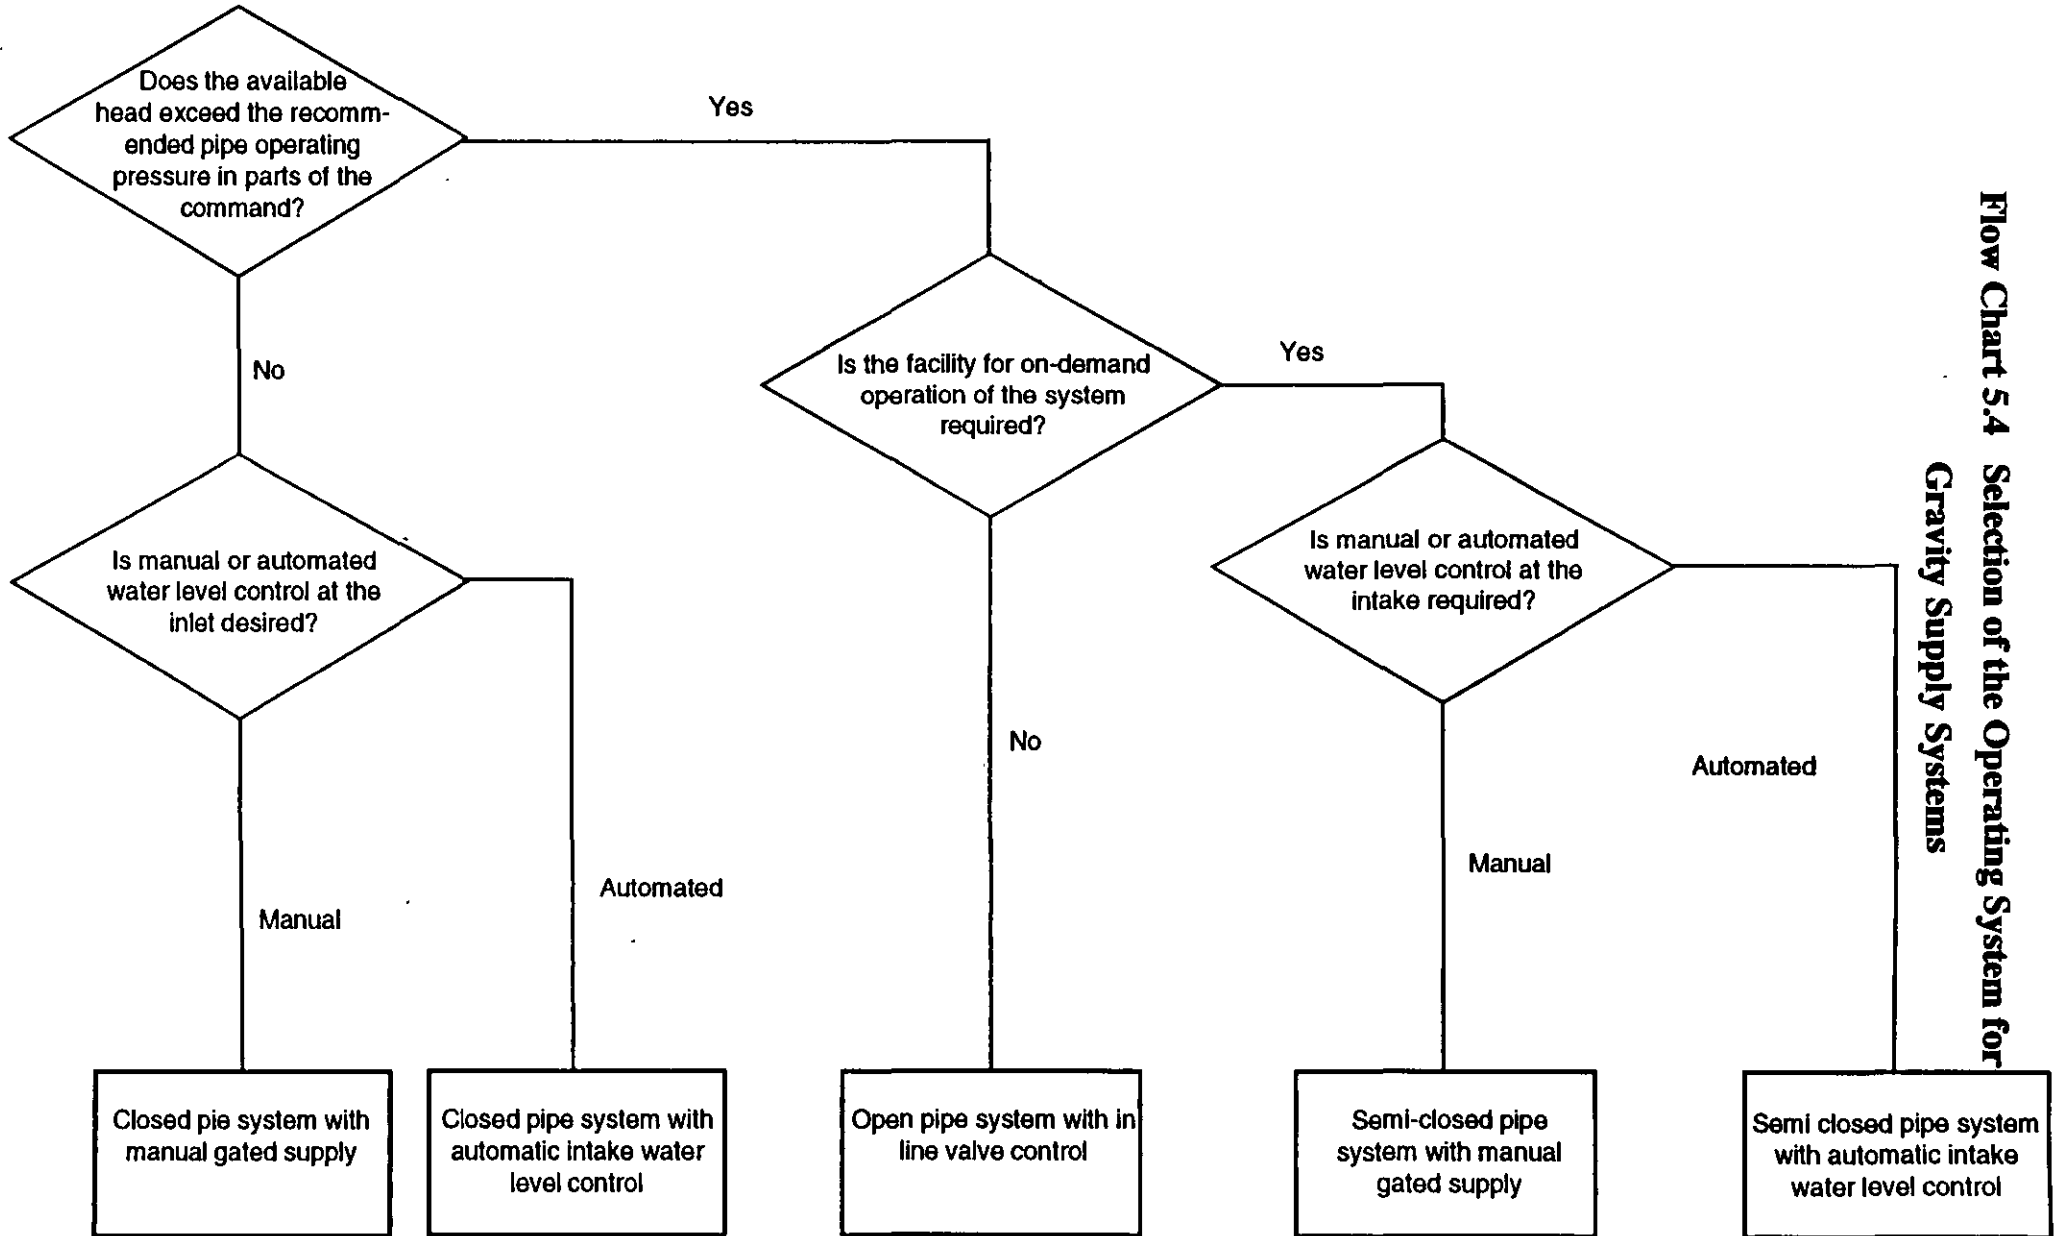 Flow Chart 5.4 Selection of the Operating System for
Gravity Supply Systems
Does the available
head exceed the recomm-
ended pipe operating
pressure in parts of the
command?
Yes
No
Is the facility for on-demand
operation of the system
required?
Yes
No
Is manual or automated
water level control at the
inlet desired?
Manual
Automated
Is manual or automated
water level control at the
intake required?
Manual
Automated
Closed pie system with
manual gated supply
Closed pipe system with
automatic intake water
level control
Open pipe system with in
line valve control
Semi-closed pipe
system with manual
gated supply
Semi closed pipe system
with automatic intake
water level control